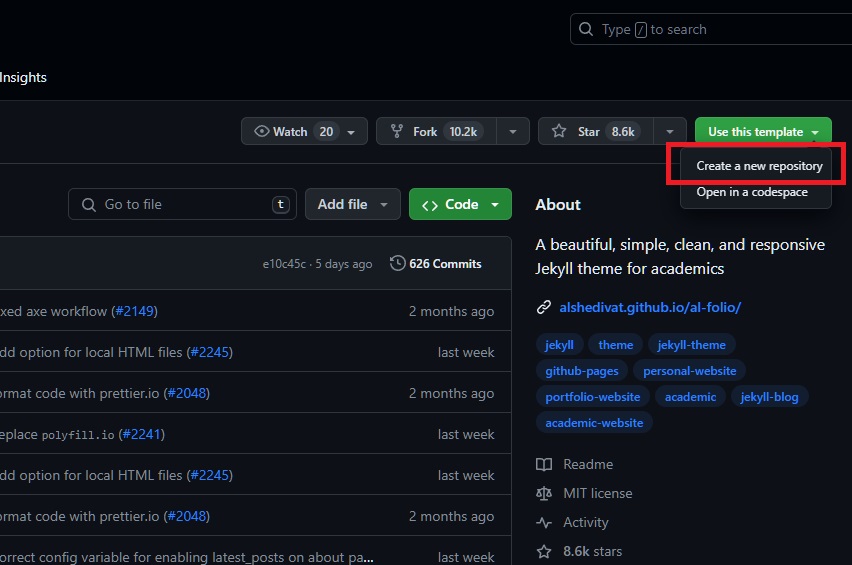 Type / to search
Insights
Watch 20
Fork 10.2k
Star 8.6k
Use this template
Create a new repository
Open in a codespace
Go to file t
Add file
Code
About
A beautiful, simple, clean, and responsive
Jekyll theme for academics
alshedivat.github.io/al-folio/
jekyll theme jekyll-theme
github-pages personal-website
portfolio-website academic jekyll-blog
academic-website
Readme
MIT license
Activity
8.6k stars
e10c45c · 5 days ago 626 Commits
xed axe workflow (#2149) 2 months ago
dd option for local HTML files (#2245) last week
ormat code with prettier.io (#2048) 2 months ago
eplace polyfill.io (#2241) last week
dd option for local HTML files (#2245) last week
ormat code with prettier.io (#2048) 2 months ago
orrect config variable for enabling latest_posts on about pa... last week